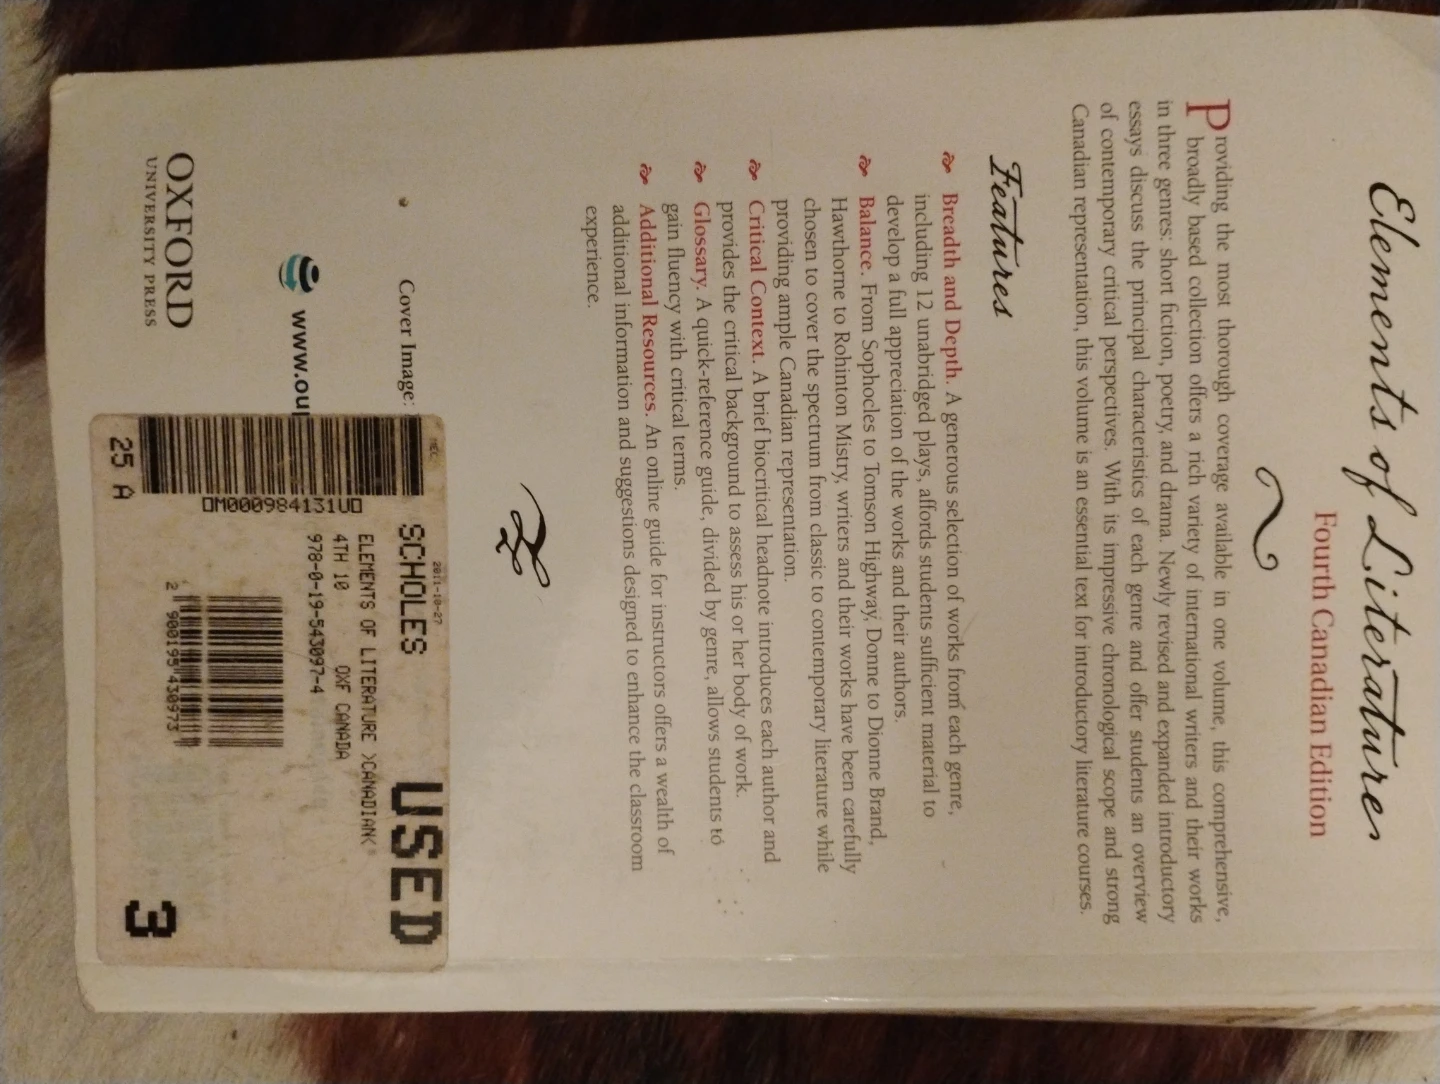 Elements of Literature
Fourth Canadian Edition
Providing the most thorough coverage available in one volume, this comprehensive,
broadly based collection offers a rich variety of international writers and their works
in three genres: short fiction, poetry, and drama. Newly revised and expanded introductory
essays discuss the principal characteristics of each genre and offer students an overview
of contemporary critical perspectives. With its impressive chronological scope and strong
Canadian representation, this volume is an essential text for introductory literature courses.
Features
Breadth and Depth. A generous selection of works from each genre,
including 12 unabridged plays, affords students sufficient material to
develop a full appreciation of the works and their authors.
Balance. From Sophocles to Tomson Highway, Donne to Dionne Brand,
Hawthorne to Rohinton Mistry, writers and their works have been carefully
chosen to cover the spectrum from classic to contemporary literature while
providing ample Canadian representation.
Critical Context. A brief biocritical headnote introduces each author and
provides the critical background to assess his or her body of work.
Glossary. A quick-reference guide, divided by genre, allows students to
gain fluency with critical terms.
Additional Resources. An online guide for instructors offers a wealth of
additional information and suggestions designed to enhance the classroom
experience.
Cover Image:
www.ou
OXFORD
UNIVERSITY PRESS
2011-10-27
SCHOLES USED
ELEMENTS OF LITERATURE >CANADIAN<
4TH 10 OXF CANADA
978-0-19-543097-4
M000984131U
2 900195 430973
25 A
3